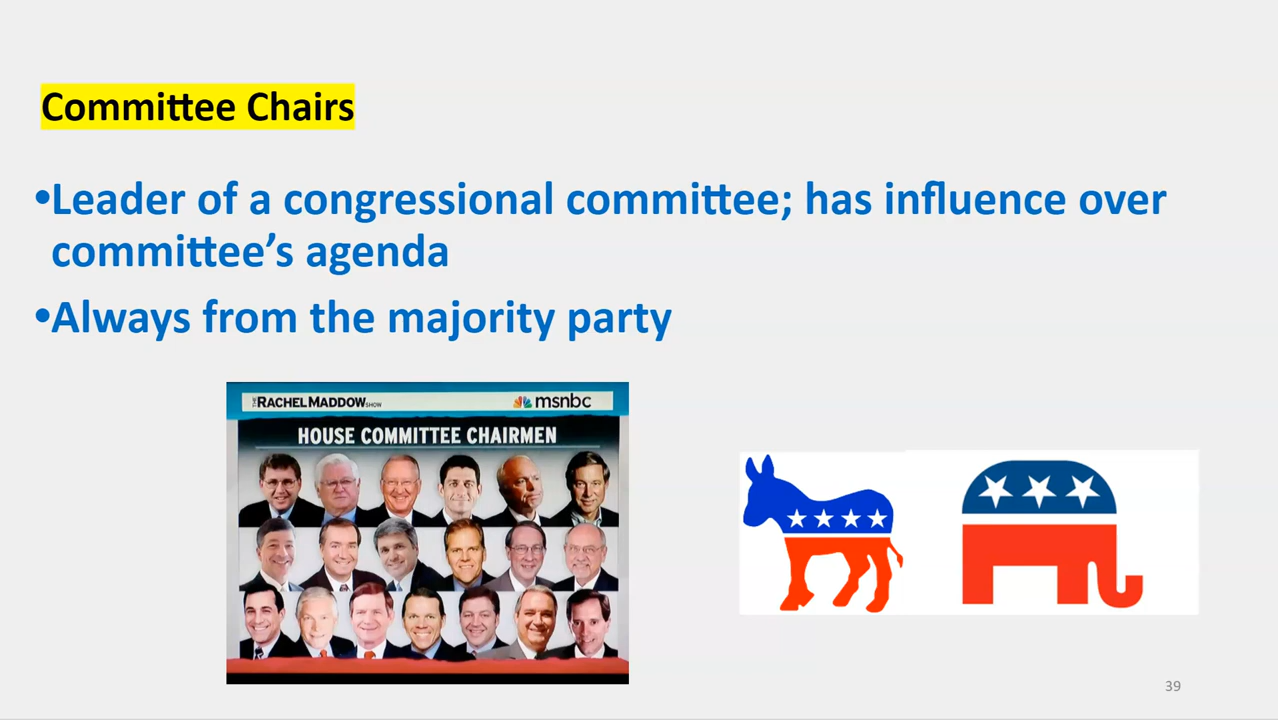 Committee Chairs
•Leader of a congressional committee; has influence over
committee’s agenda
•Always from the majority party
THE RACHEL MADDOW SHOW
msnbc
HOUSE COMMITTEE CHAIRMEN
39